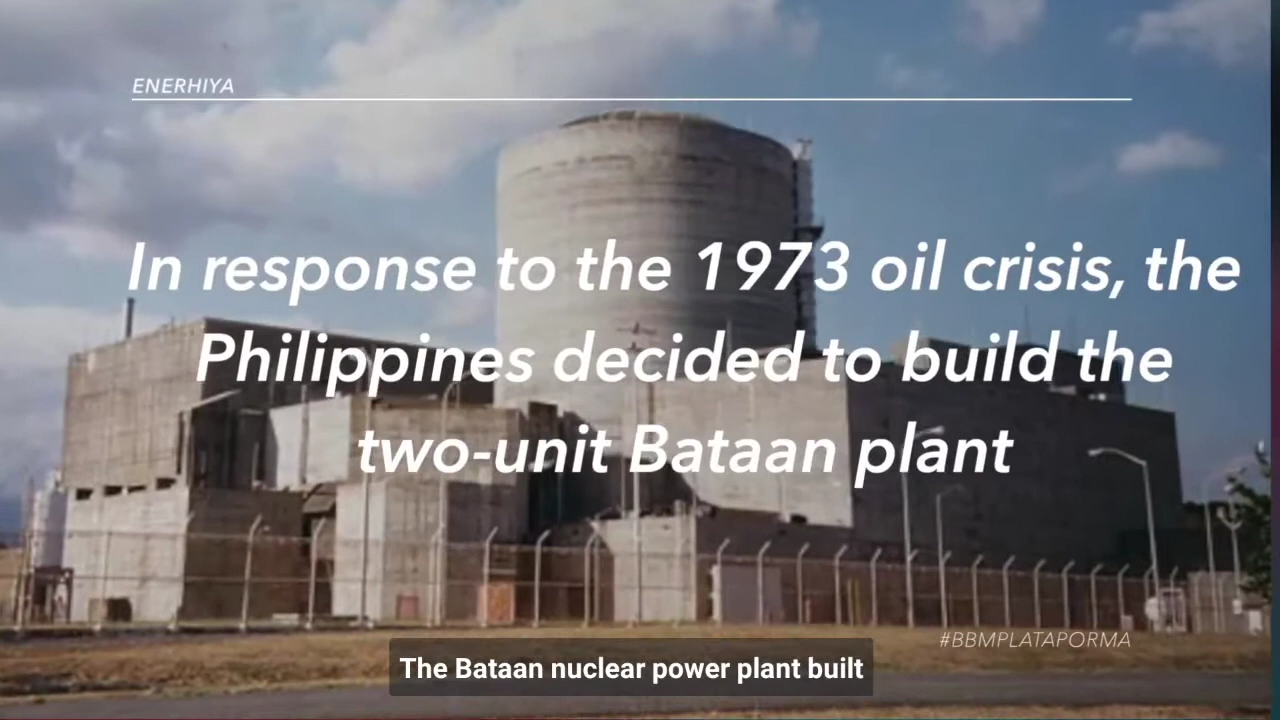 ENERHIYA
In response to the 1973 oil crisis, the
Philippines decided to build the
two-unit Bataan plant
#BBMPLATAPORMA
The Bataan nuclear power plant built